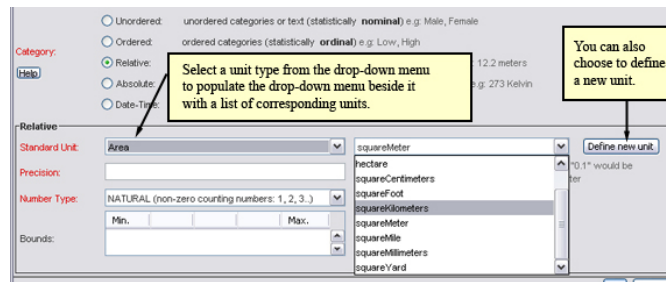 Unordered: unordered categories or text (statistically nominal) e.g: Male, Female
Ordered: ordered categories (statistically ordinal) e.g: Low, High
Category:
Help
Relative: 12.2 meters
Absolute: e.g: 273 Kelvin
Date-Time:
Select a unit type from the drop-down menu
to populate the drop-down menu beside it
with a list of corresponding units.
You can also
choose to define
a new unit.
Relative
Standard Unit: Area squareMeter Define new unit
Precision: "0.1" would be
Number Type: NATURAL (non-zero counting numbers: 1, 2, 3..)
Bounds:
Min. Max.
hectare
squareCentimeters
squareFoot
squareKilometers
squareMeter
squareMile
squareMillimeters
squareYard